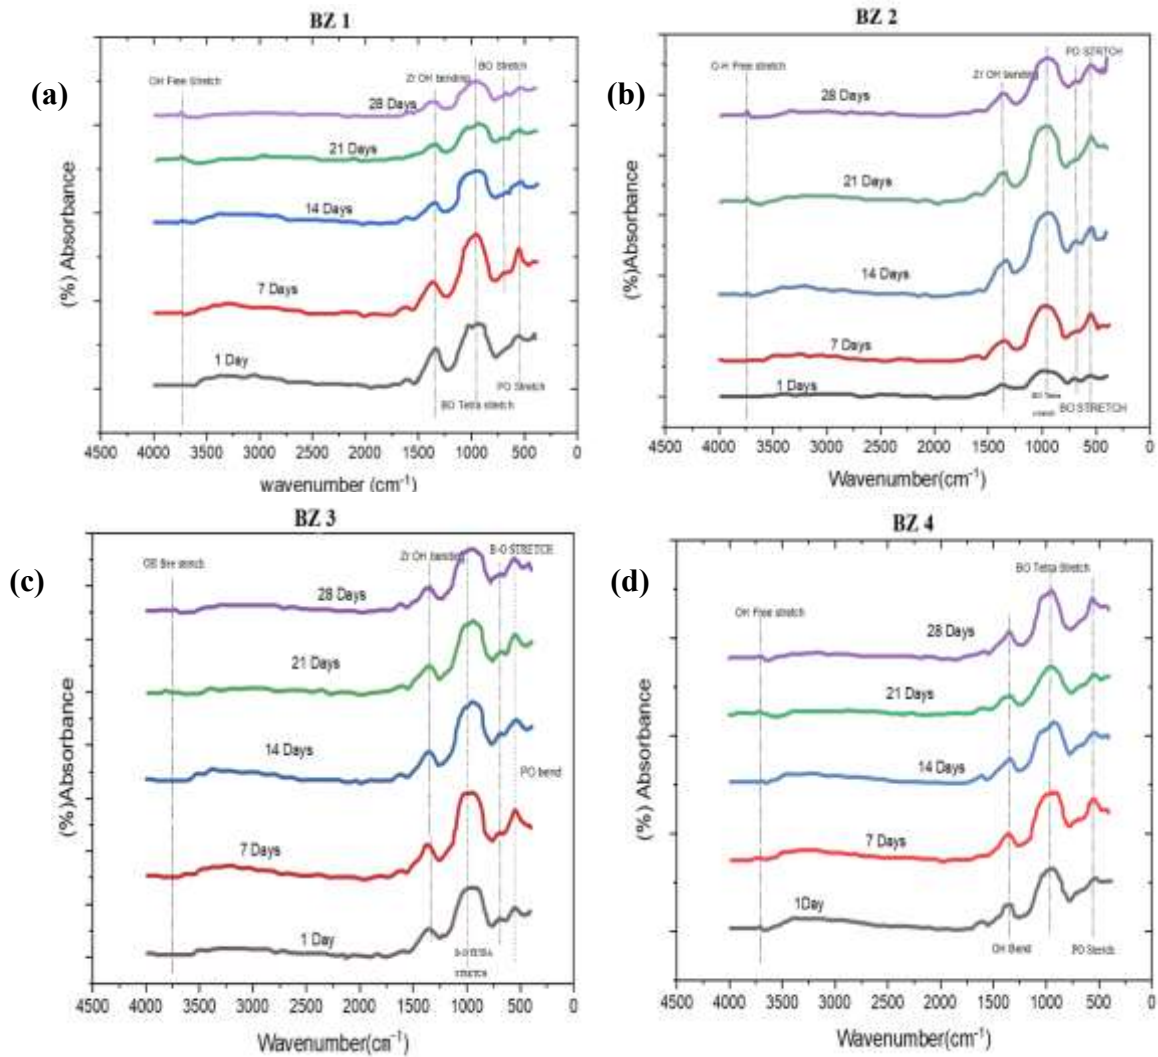 BZ 1
(a)
OH Free Stretch
Zr OH bending
BO Stretch
28 Days
21 Days
14 Days
7 Days
1 Day
BO Tetra stretch
PO Stretch
(%) Absorbance
4500 4000 3500 3000 2500 2000 1500 1000 500 0
wavenumber (cm⁻¹)
BZ 2
(b)
O-H Free stretch
Zr OH bending
PO STRETCH
28 Days
21 Days
14 Days
7 Days
1 Days
BO Tetra
BO STRETCH
(%)Absorbance
4500 4000 3500 3000 2500 2000 1500 1000 500 0
Wavenumber(cm⁻¹)
BZ 3
(c)
Zr OH bending
B-O STRETCH
28 Days
21 Days
14 Days
PO bend
7 Days
1 Day
STRETCH
(%)Absorbance
4500 4000 3500 3000 2500 2000 1500 1000 500 0
Wavenumber(cm⁻¹)
BZ 4
(d)
BO Tetra Stretch
OH Free stretch
28 Days
21 Days
14 Days
7 Days
1Day
OH Bend
PO Stretch
(%) Absorbance
4500 4000 3500 3000 2500 2000 1500 1000 500 0
Wavenumber(cm⁻¹)